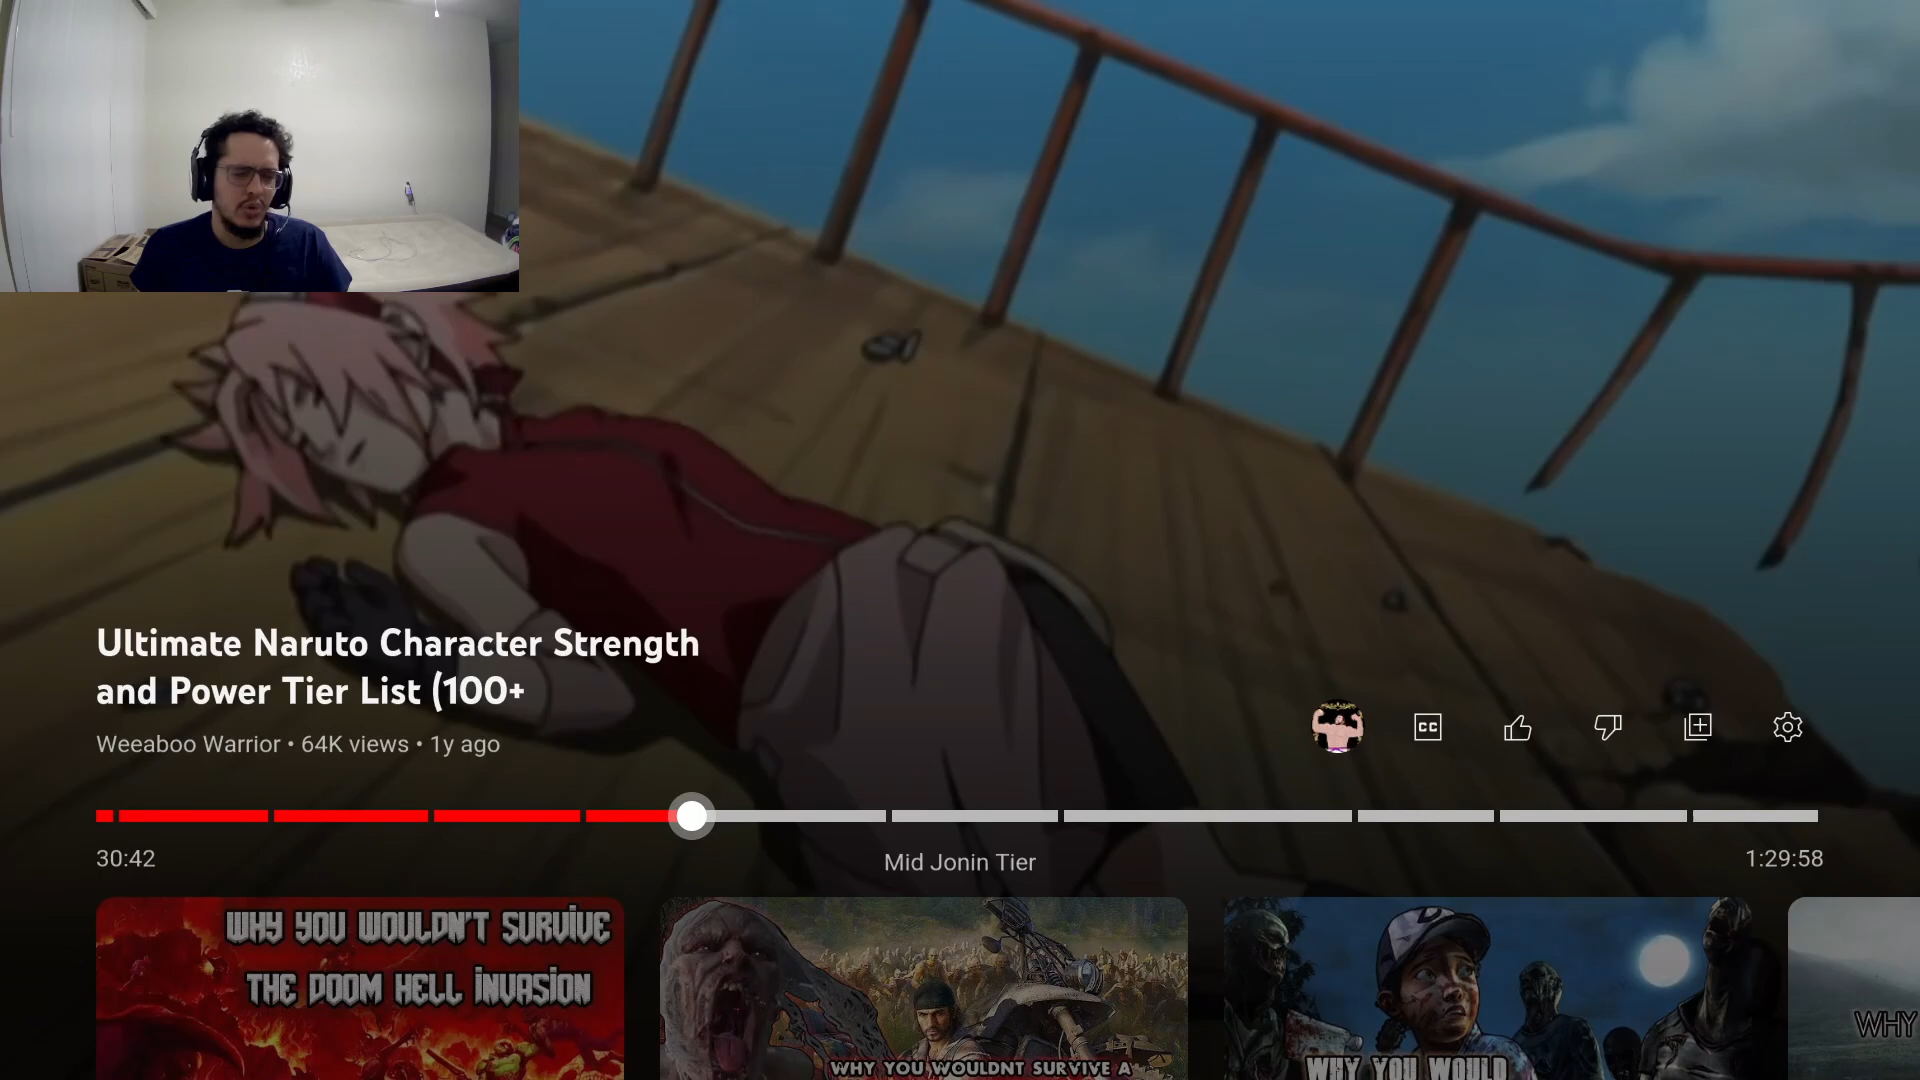 Ultimate Naruto Character Strength
and Power Tier List (100+
Weeaboo Warrior • 64K views • 1y ago
CC
30:42
Mid Jonin Tier
1:29:58
WHY YOU WOULDN'T SURVIVE
THE DOOM HELL INVASION
WHY YOU WOULDNT SURVIVE A
WHY YOU WOULD
WHY